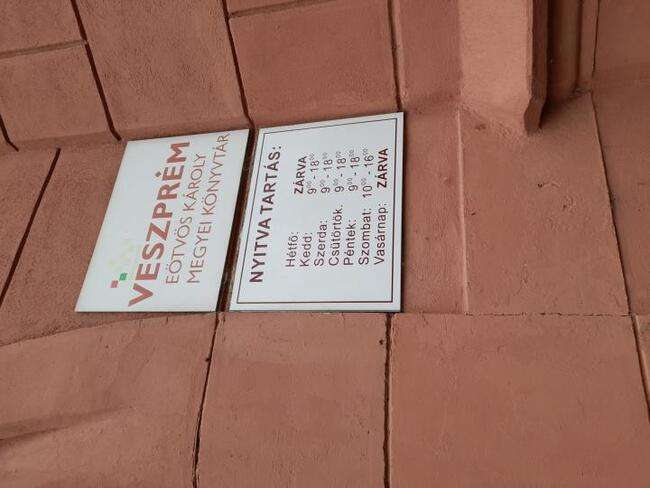 VESZPRÉM
EÖTVÖS KÁROLY
MEGYEI KÖNYVTÁR
NYITVA TARTÁS:
Hétfő: ZÁRVA
Kedd: 9⁰⁰ - 18⁰⁰
Szerda: 9⁰⁰ - 18⁰⁰
Csütörtök. 9⁰⁰ - 18⁰⁰
Péntek: 9⁰⁰ - 18⁰⁰
Szombat: 10⁰⁰ - 16⁰⁰
Vasárnap: ZÁRVA